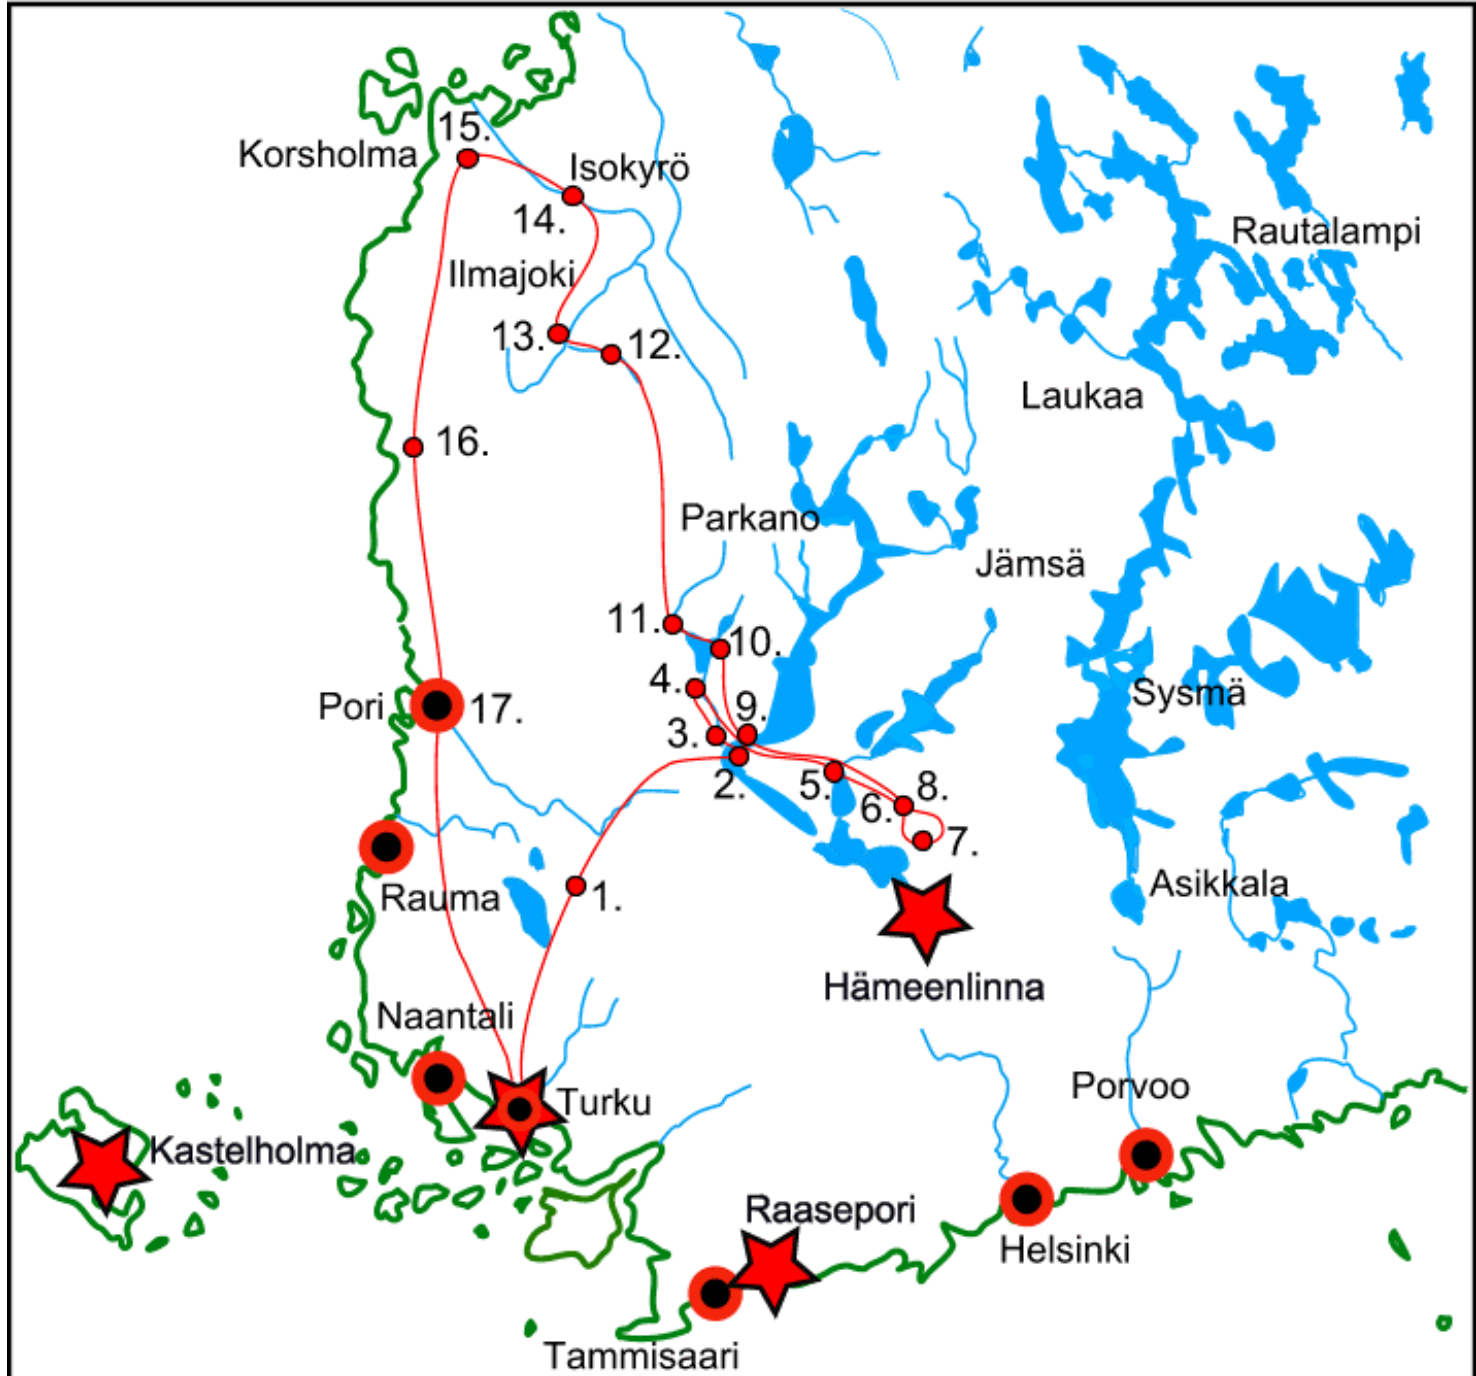 15.
Korsholma
Isokyrö
14.
Rautalampi
Ilmajoki
13.
12.
Laukaa
16.
Parkano
Jämsä
11.
10.
4.
Sysmä
Pori
17.
9.
3.
2.
5.
6.
8.
7.
Rauma
1.
Asikkala
Hämeenlinna
Naantali
Porvoo
Turku
Kastelholma
Raasepori
Helsinki
Tammisaari